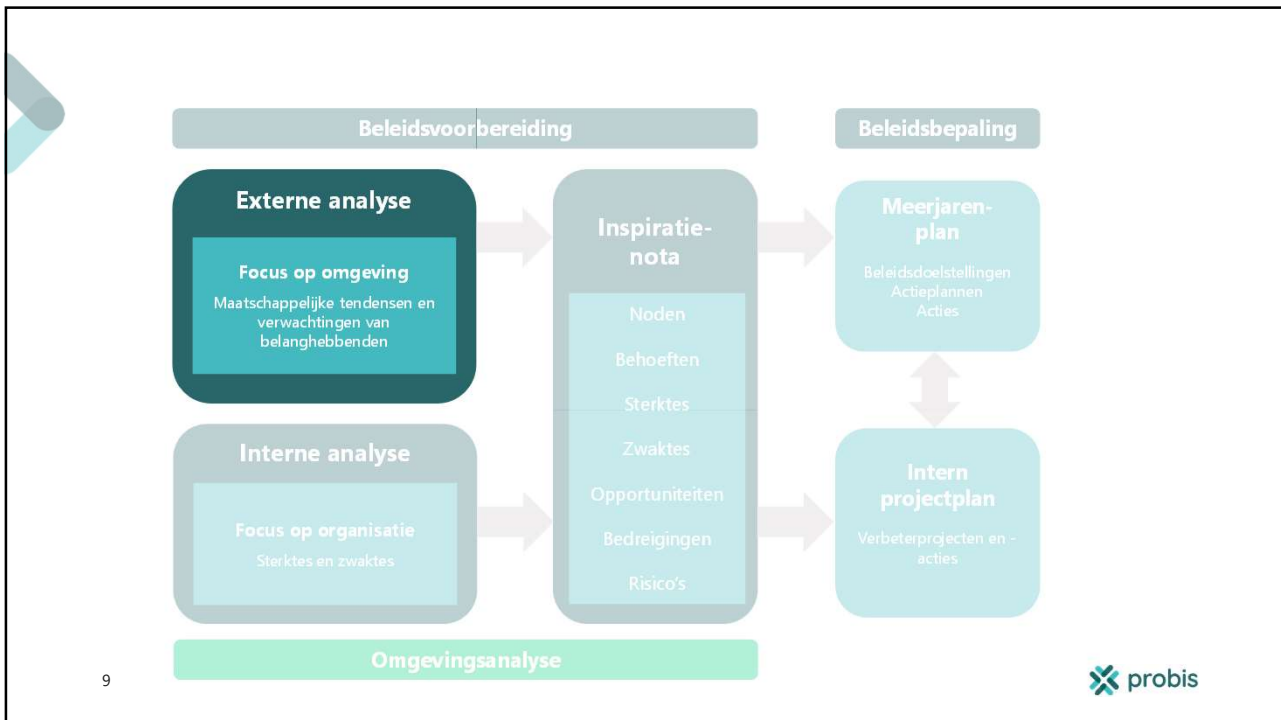 Beleidsvoorbereiding
Beleidsbepaling
Externe analyse
Focus op omgeving
Maatschappelijke tendensen en
verwachtingen van
belanghebbenden
Interne analyse
Focus op organisatie
Sterktes en zwaktes
Inspiratie-
nota
Noden
Behoeften
Sterktes
Zwaktes
Opportuniteiten
Bedreigingen
Risico's
Meerjaren-
plan
Beleidsdoelstellingen
Actieplannen
Acties
Intern
projectplan
Verbeterprojecten en -
acties
Omgevingsanalyse
9
probis